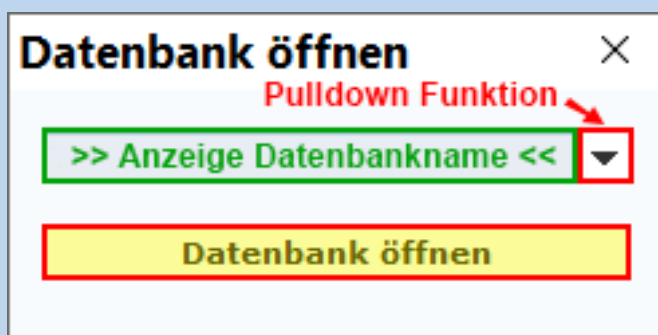 Datenbank öffnen
Pulldown Funktion
>> Anzeige Datenbankname <<
Datenbank öffnen